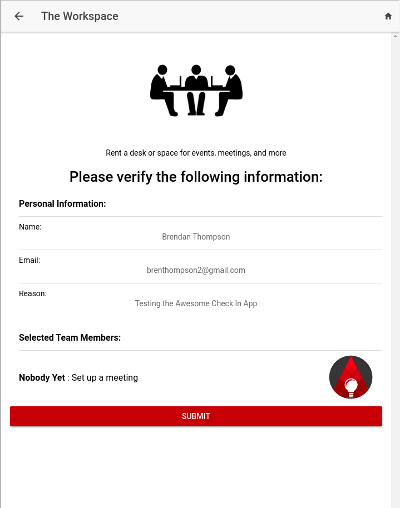 The Workspace
Rent a desk or space for events, meetings, and more
Please verify the following information:
Personal Information:
Name:
Brendan Thompson
Email:
brenthompson2@gmail.com
Reason:
Testing the Awesome Check In App
Selected Team Members:
Nobody Yet : Set up a meeting
SUBMIT